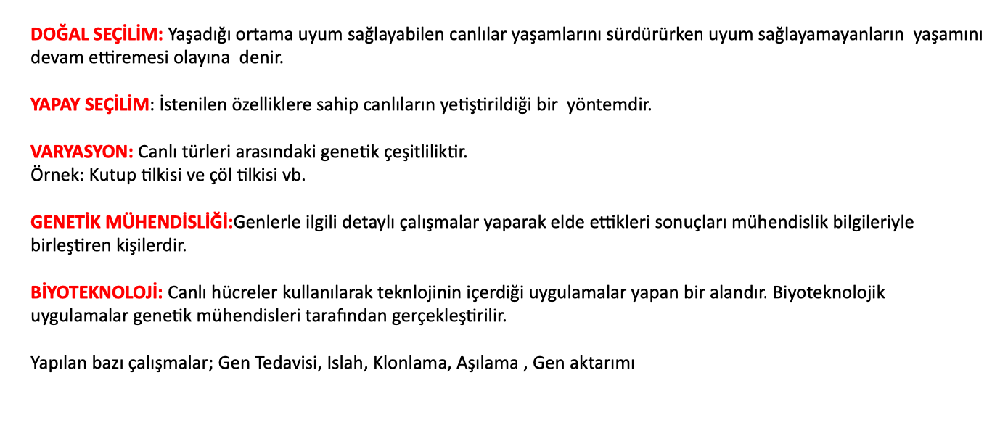 DOĞAL SEÇİLİM: Yaşadığı ortama uyum sağlayabilen canlılar yaşamlarını sürdürürken uyum sağlayamayanların  yaşamını
devam ettiremesi olayına  denir.
YAPAY SEÇİLİM: İstenilen özelliklere sahip canlıların yetiştirildiği bir  yöntemdir.
VARYASYON: Canlı türleri arasındaki genetik çeşitliliktir.
Örnek: Kutup tilkisi ve çöl tilkisi vb.
GENETİK MÜHENDİSLİĞİ:Genlerle ilgili detaylı çalışmalar yaparak elde ettikleri sonuçları mühendislik bilgileriyle
birleştiren kişilerdir.
BİYOTEKNOLOJİ: Canlı hücreler kullanılarak teknlojinin içerdiği uygulamalar yapan bir alandır. Biyoteknolojik
uygulamalar genetik mühendisleri tarafından gerçekleştirilir.
Yapılan bazı çalışmalar; Gen Tedavisi, Islah, Klonlama, Aşılama , Gen aktarımı